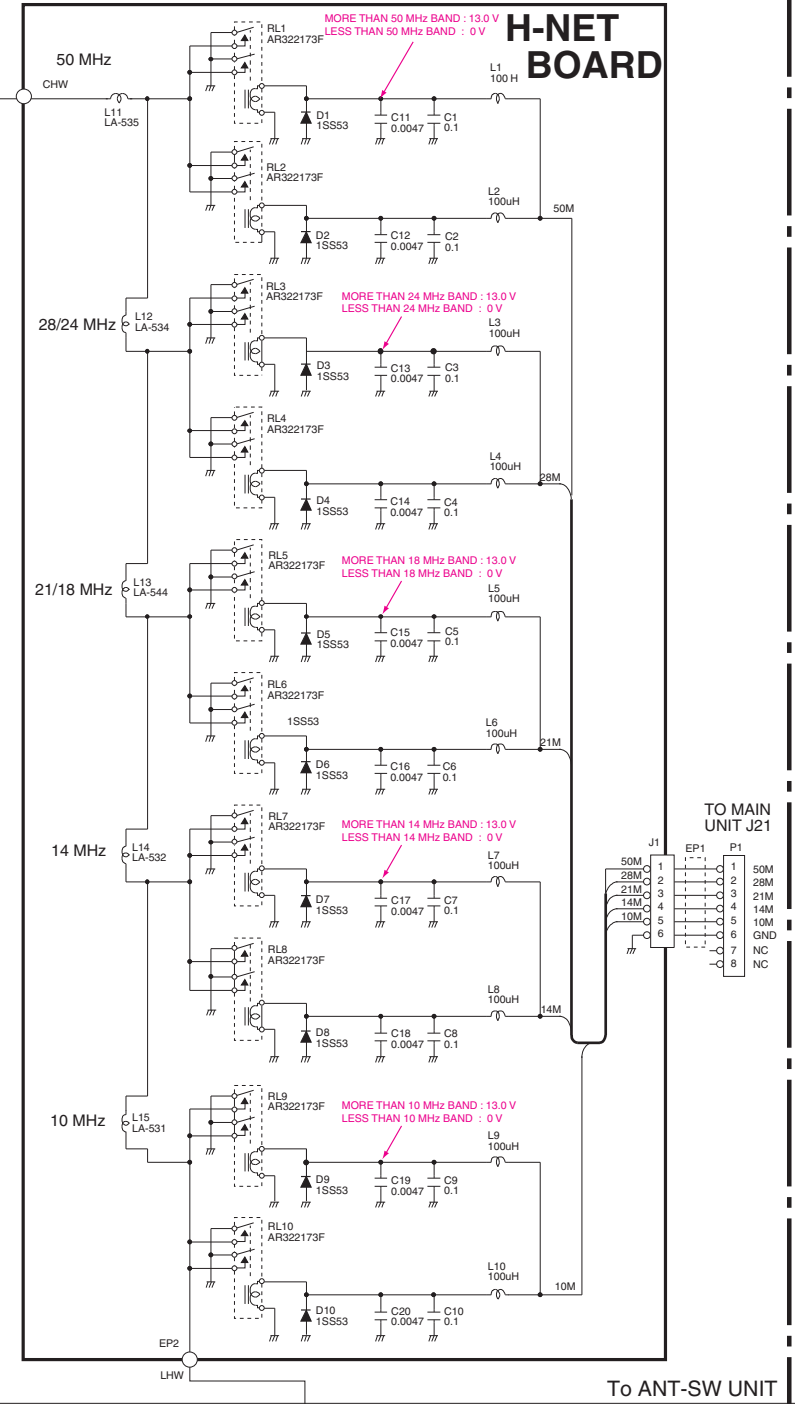 H-NET
BOARD
MORE THAN 50 MHz BAND : 13.0 V
LESS THAN 50 MHz BAND : 0 V
50 MHz
CHW
L11
LA-535
RL1
AR322173F
D1
1SS53
C11
0.0047
C1
0.1
L1
100 H
RL2
AR322173F
D2
1SS53
C12
0.0047
C2
0.1
L2
100uH
50M
28/24 MHz
L12
LA-534
RL3
AR322173F
MORE THAN 24 MHz BAND : 13.0 V
LESS THAN 24 MHz BAND : 0 V
D3
1SS53
C13
0.0047
C3
0.1
L3
100uH
RL4
AR322173F
D4
1SS53
C14
0.0047
C4
0.1
L4
100uH
28M
21/18 MHz
L13
LA-544
RL5
AR322173F
MORE THAN 18 MHz BAND : 13.0 V
LESS THAN 18 MHz BAND : 0 V
D5
1SS53
C15
0.0047
C5
0.1
L5
100uH
RL6
AR322173F
1SS53
D6
1SS53
C16
0.0047
C6
0.1
L6
100uH
21M
14 MHz
L14
LA-532
RL7
AR322173F
MORE THAN 14 MHz BAND : 13.0 V
LESS THAN 14 MHz BAND : 0 V
D7
1SS53
C17
0.0047
C7
0.1
L7
100uH
RL8
AR322173F
D8
1SS53
C18
0.0047
C8
0.1
L8
100uH
14M
10 MHz
L15
LA-531
RL9
AR322173F
MORE THAN 10 MHz BAND : 13.0 V
LESS THAN 10 MHz BAND : 0 V
D9
1SS53
C19
0.0047
C9
0.1
L9
100uH
RL10
AR322173F
D10
1SS53
C20
0.0047
C10
0.1
L10
100uH
10M
TO MAIN
UNIT J21
J1
EP1
P1
50M 1 1 50M
28M 2 2 28M
21M 3 3 21M
14M 4 4 14M
10M 5 5 10M
6 6 GND
7 NC
8 NC
EP2
LHW
To ANT-SW UNIT